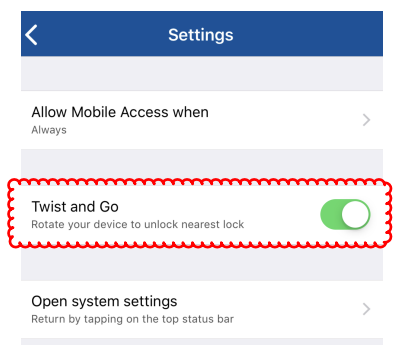 Settings
Allow Mobile Access when
Always
Twist and Go
Rotate your device to unlock nearest lock
Open system settings
Return by tapping on the top status bar